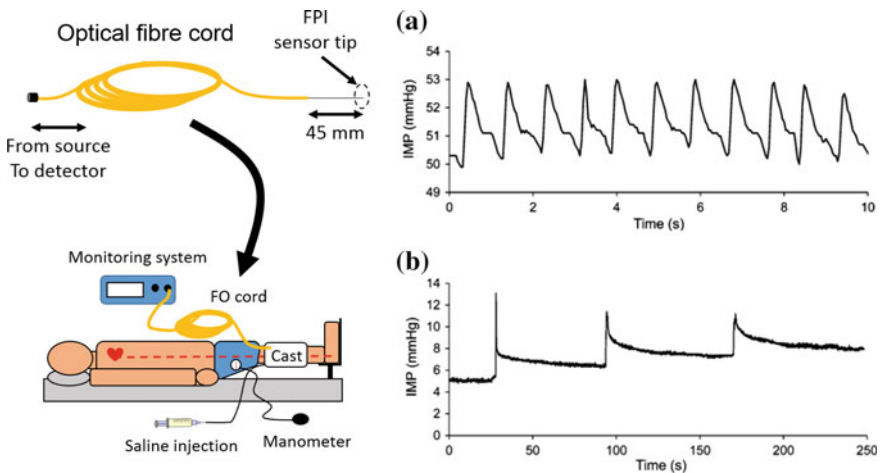 Optical fibre cord
FPI
sensor tip
45 mm
From source
To detector
Monitoring system
FO cord
Cast
Saline injection
Manometer
(a)
IMP (mmHg)
54
53
52
51
50
49
0 2 4 6 8 10
Time (s)
(b)
IMP (mmHg)
14
12
10
8
6
4
2
0
0 50 100 150 200 250
Time (s)